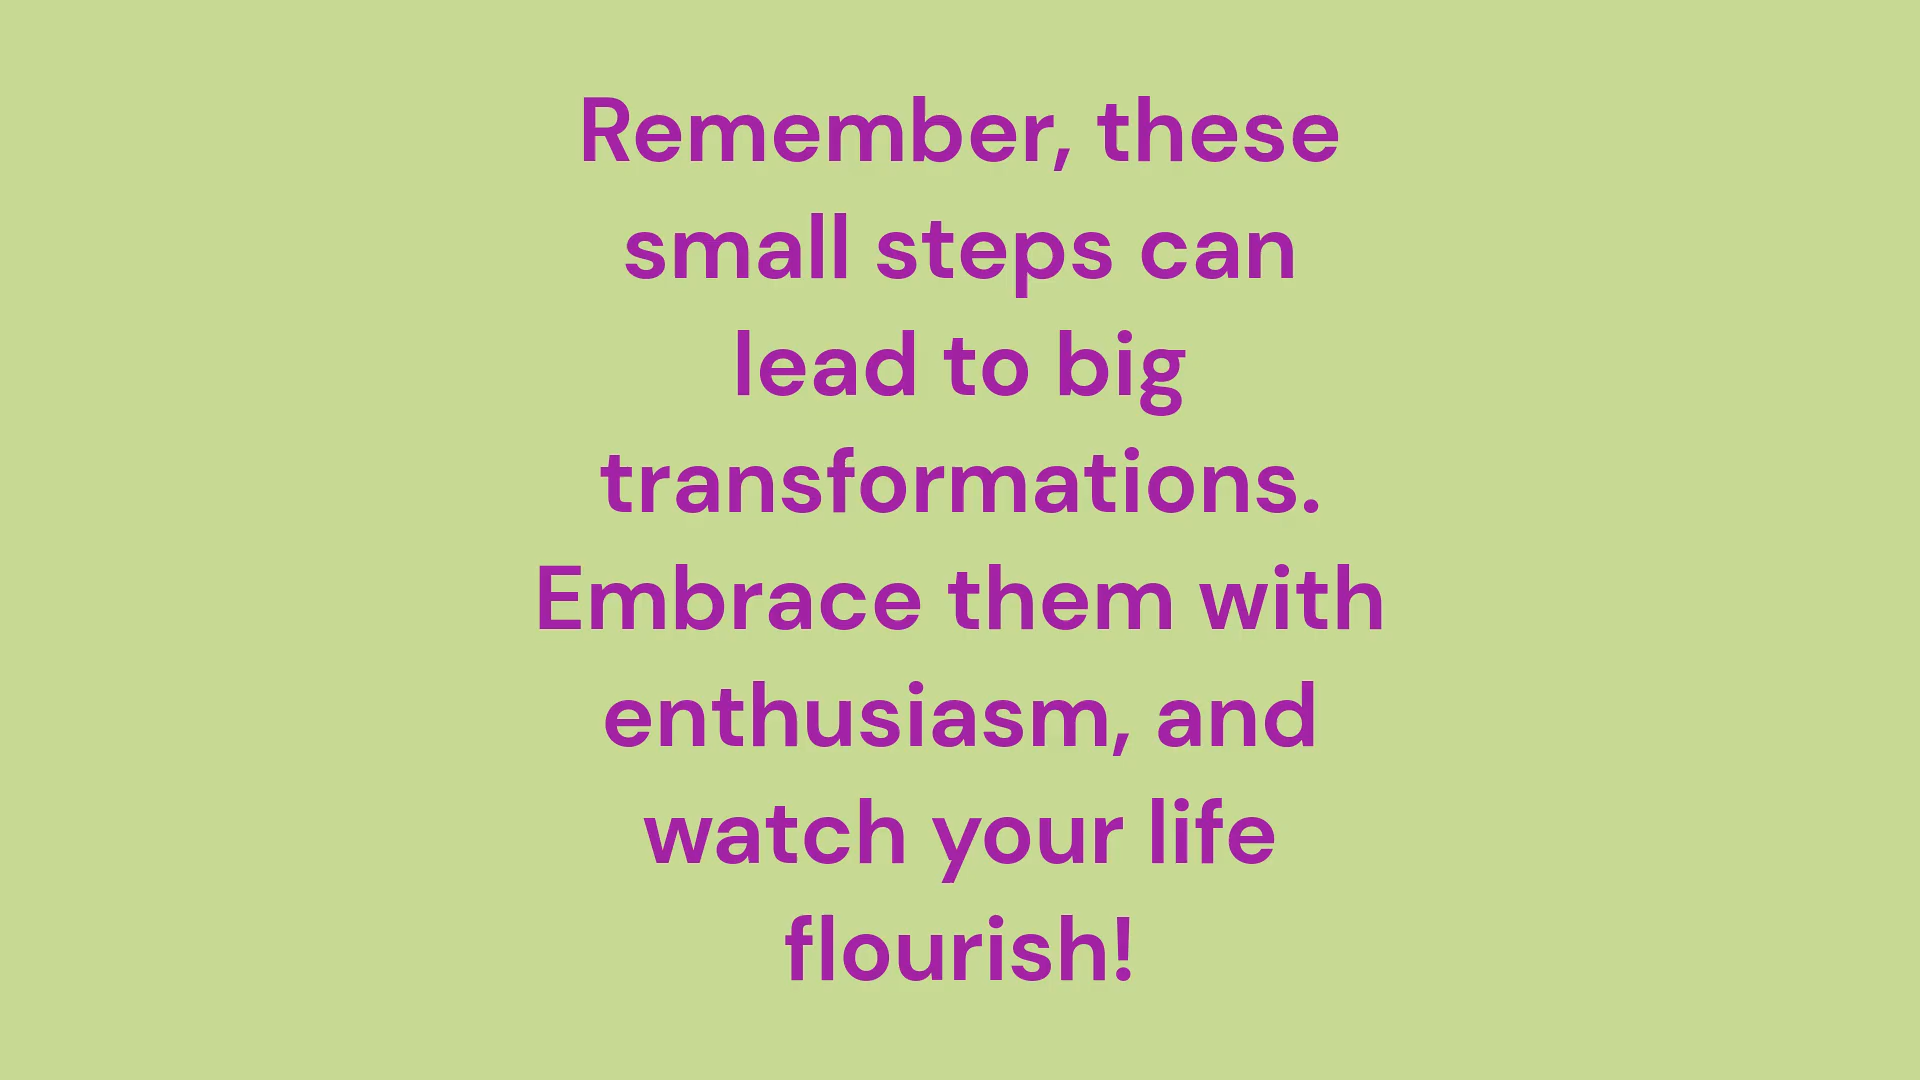 Remember, these
small steps can
lead to big
transformations.
Embrace them with
enthusiasm, and
watch your life
flourish!